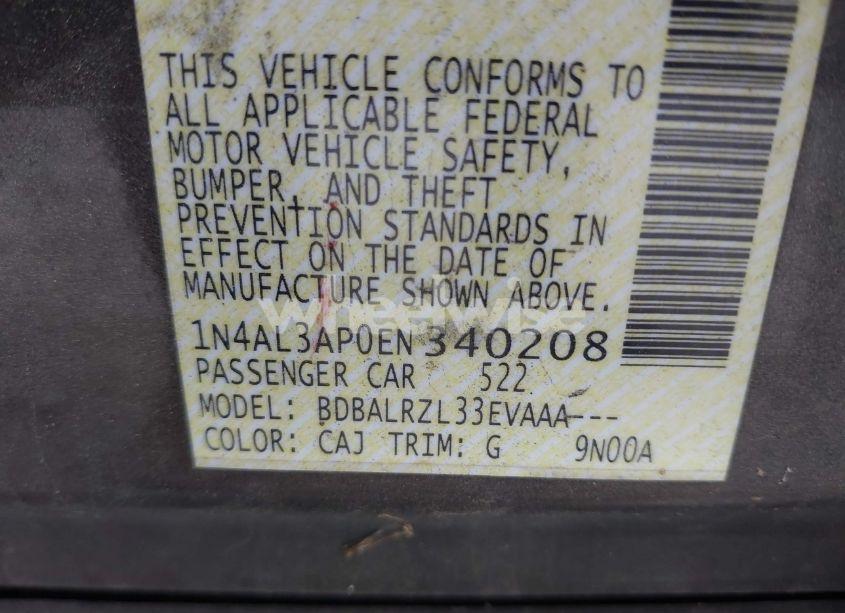 THIS VEHICLE CONFORMS TO
ALL APPLICABLE FEDERAL
MOTOR VEHICLE SAFETY,
BUMPER, AND THEFT
PREVENTION STANDARDS IN
EFFECT ON THE DATE OF
MANUFACTURE SHOWN ABOVE.
wheelwise
1N4AL3AP0EN340208
PASSENGER CAR 522
MODEL: BDBALRZL33EVAAA---
COLOR: CAJ TRIM: G 9N00A